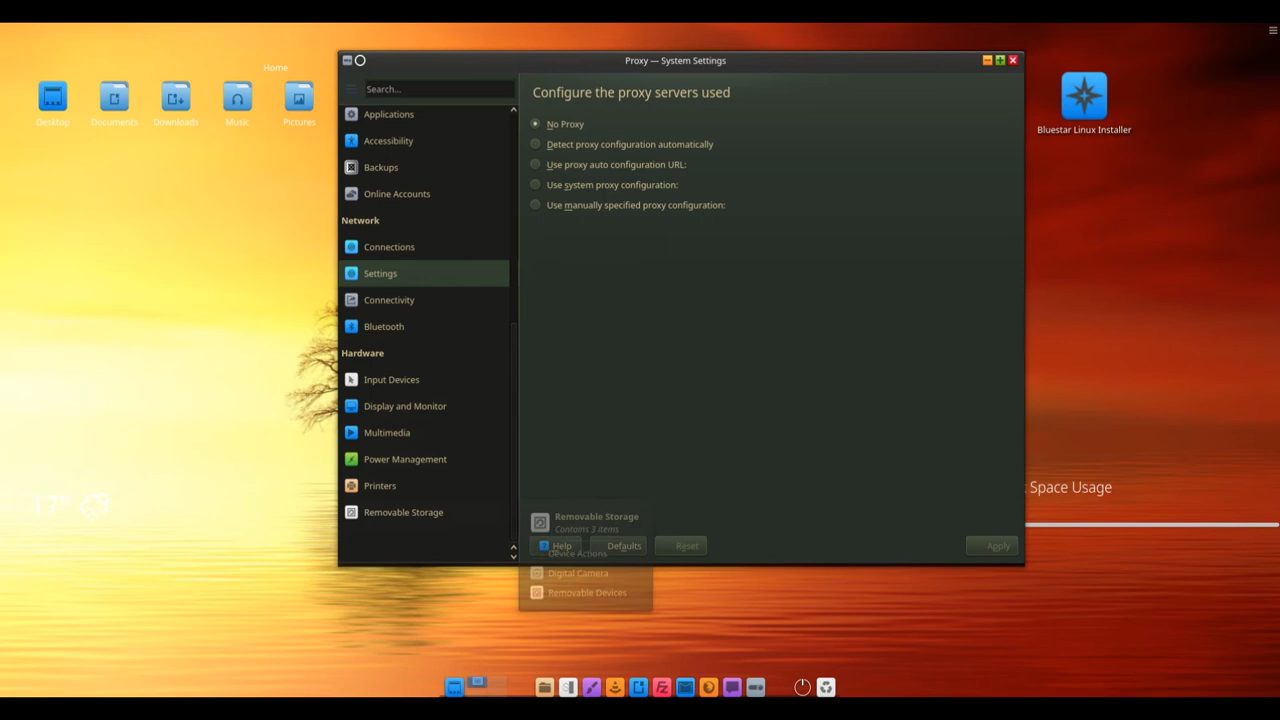 Proxy — System Settings
Home
Desktop
Documents
Downloads
Music
Pictures
Bluestar Linux Installer
Search...
Applications
Accessibility
Backups
Online Accounts
Network
Connections
Settings
Connectivity
Bluetooth
Hardware
Input Devices
Display and Monitor
Multimedia
Power Management
Printers
Removable Storage
Configure the proxy servers used
No Proxy
Detect proxy configuration automatically
Use proxy auto configuration URL:
Use system proxy configuration:
Use manually specified proxy configuration:
17°
Space Usage
Removable Storage
Contains 3 items
Help
Defaults
Reset
Apply
Device Actions
Digital Camera
Removable Devices